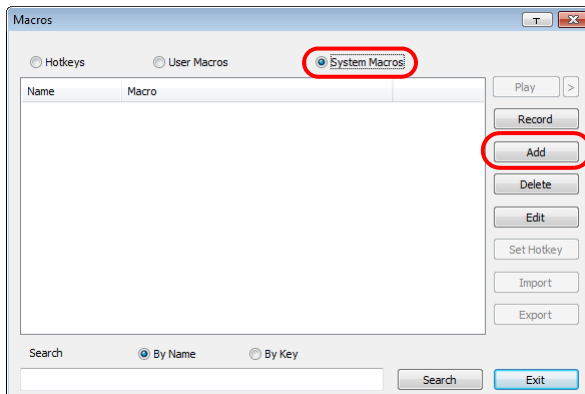 Macros
T
Hotkeys User Macros System Macros
Name Macro
Play >
Record
Add
Delete
Edit
Set Hotkey
Import
Export
Search By Name By Key
Search Exit